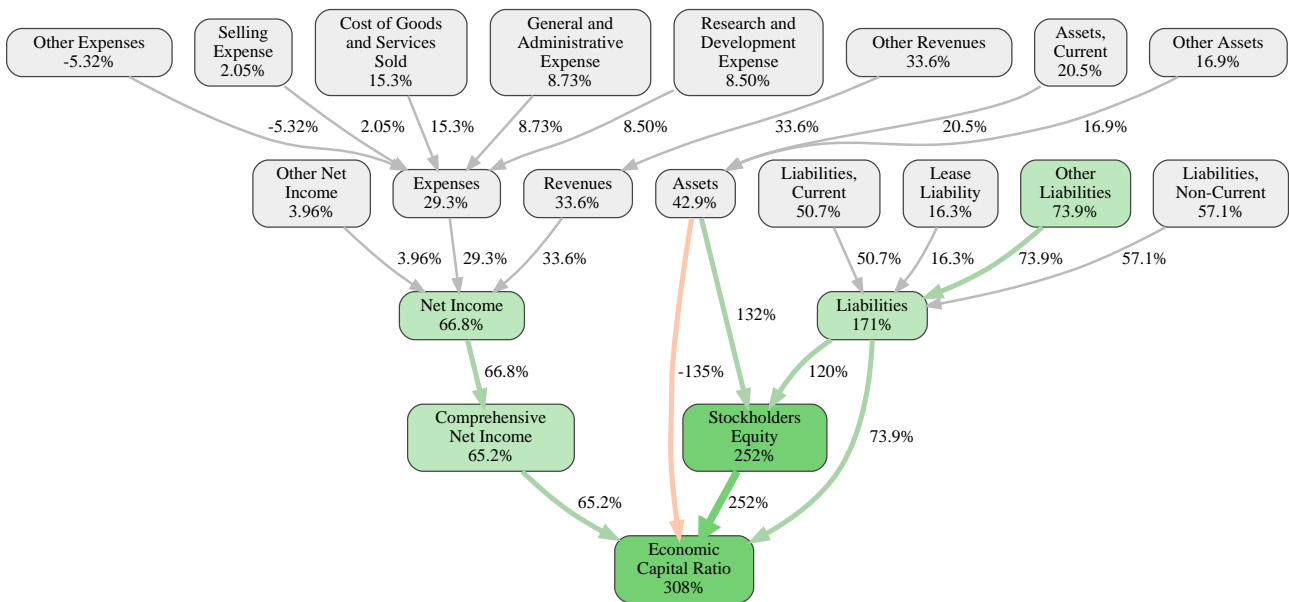 Other Expenses
-5.32%
Selling
Expense
2.05%
Cost of Goods
and Services
Sold
15.3%
General and
Administrative
Expense
8.73%
Research and
Development
Expense
8.50%
Other Revenues
33.6%
Assets,
Current
20.5%
Other Assets
16.9%
-5.32%
2.05%
15.3%
8.73%
8.50%
33.6%
20.5%
16.9%
Other Net
Income
3.96%
Expenses
29.3%
Revenues
33.6%
Assets
42.9%
Liabilities,
Current
50.7%
Lease
Liability
16.3%
Other
Liabilities
73.9%
Liabilities,
Non-Current
57.1%
3.96%
29.3%
33.6%
50.7%
16.3%
73.9%
57.1%
Net Income
66.8%
132%
Liabilities
171%
66.8%
-135%
120%
Comprehensive
Net Income
65.2%
Stockholders
Equity
252%
73.9%
65.2%
252%
Economic
Capital Ratio
308%